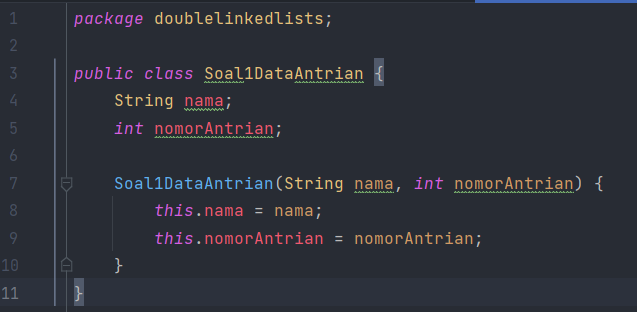 1 package doublelinkedlists;
2
3 public class Soal1DataAntrian {
4 String nama;
5 int nomorAntrian;
6
7 Soal1DataAntrian(String nama, int nomorAntrian) {
8 this.nama = nama;
9 this.nomorAntrian = nomorAntrian;
10 }
11 }